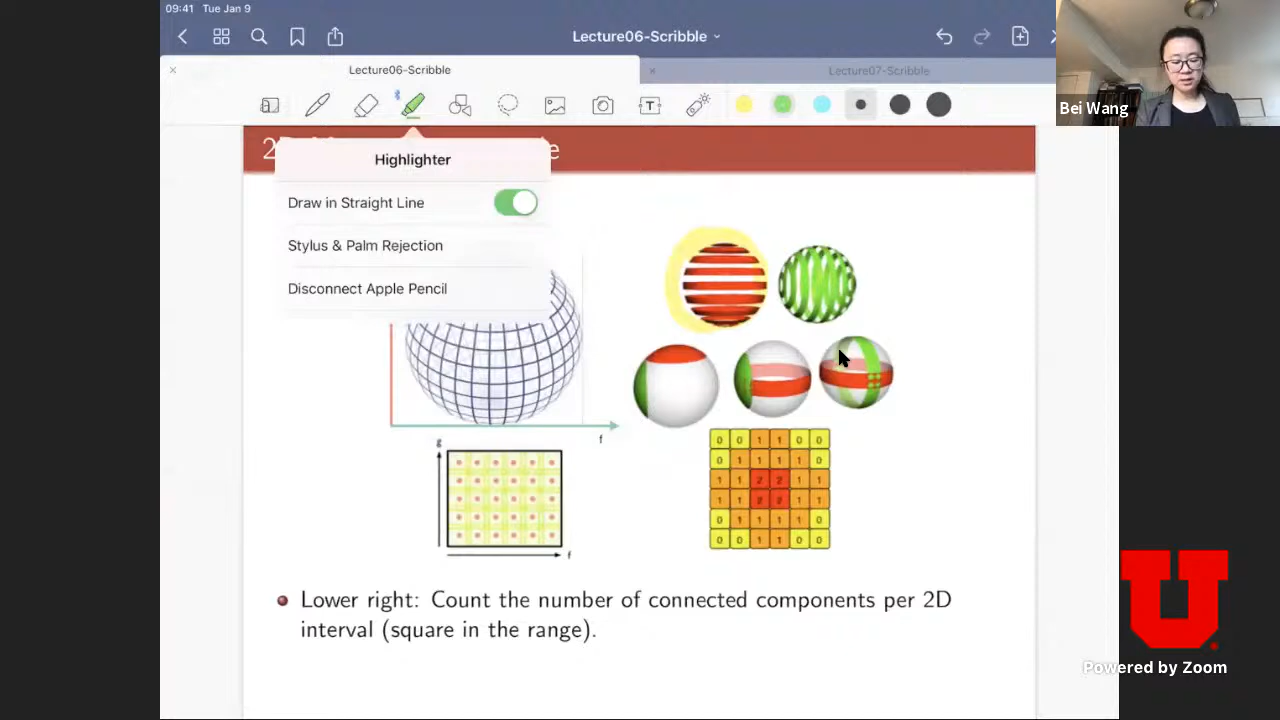 09:41 Tue Jan 9
Lecture06-Scribble
Lecture06-Scribble
Lecture07-Scribble
T
Bei Wang
Highlighter
Draw in Straight Line
Stylus & Palm Rejection
Disconnect Apple Pencil
f
g
f
0 0 1 1 0 0
0 1 1 1 1 0
1 1 2 2 1 1
1 1 2 2 1 1
0 1 1 1 1 0
0 0 1 1 0 0
Lower right: Count the number of connected components per 2D
interval (square in the range).
U
Powered by Zoom